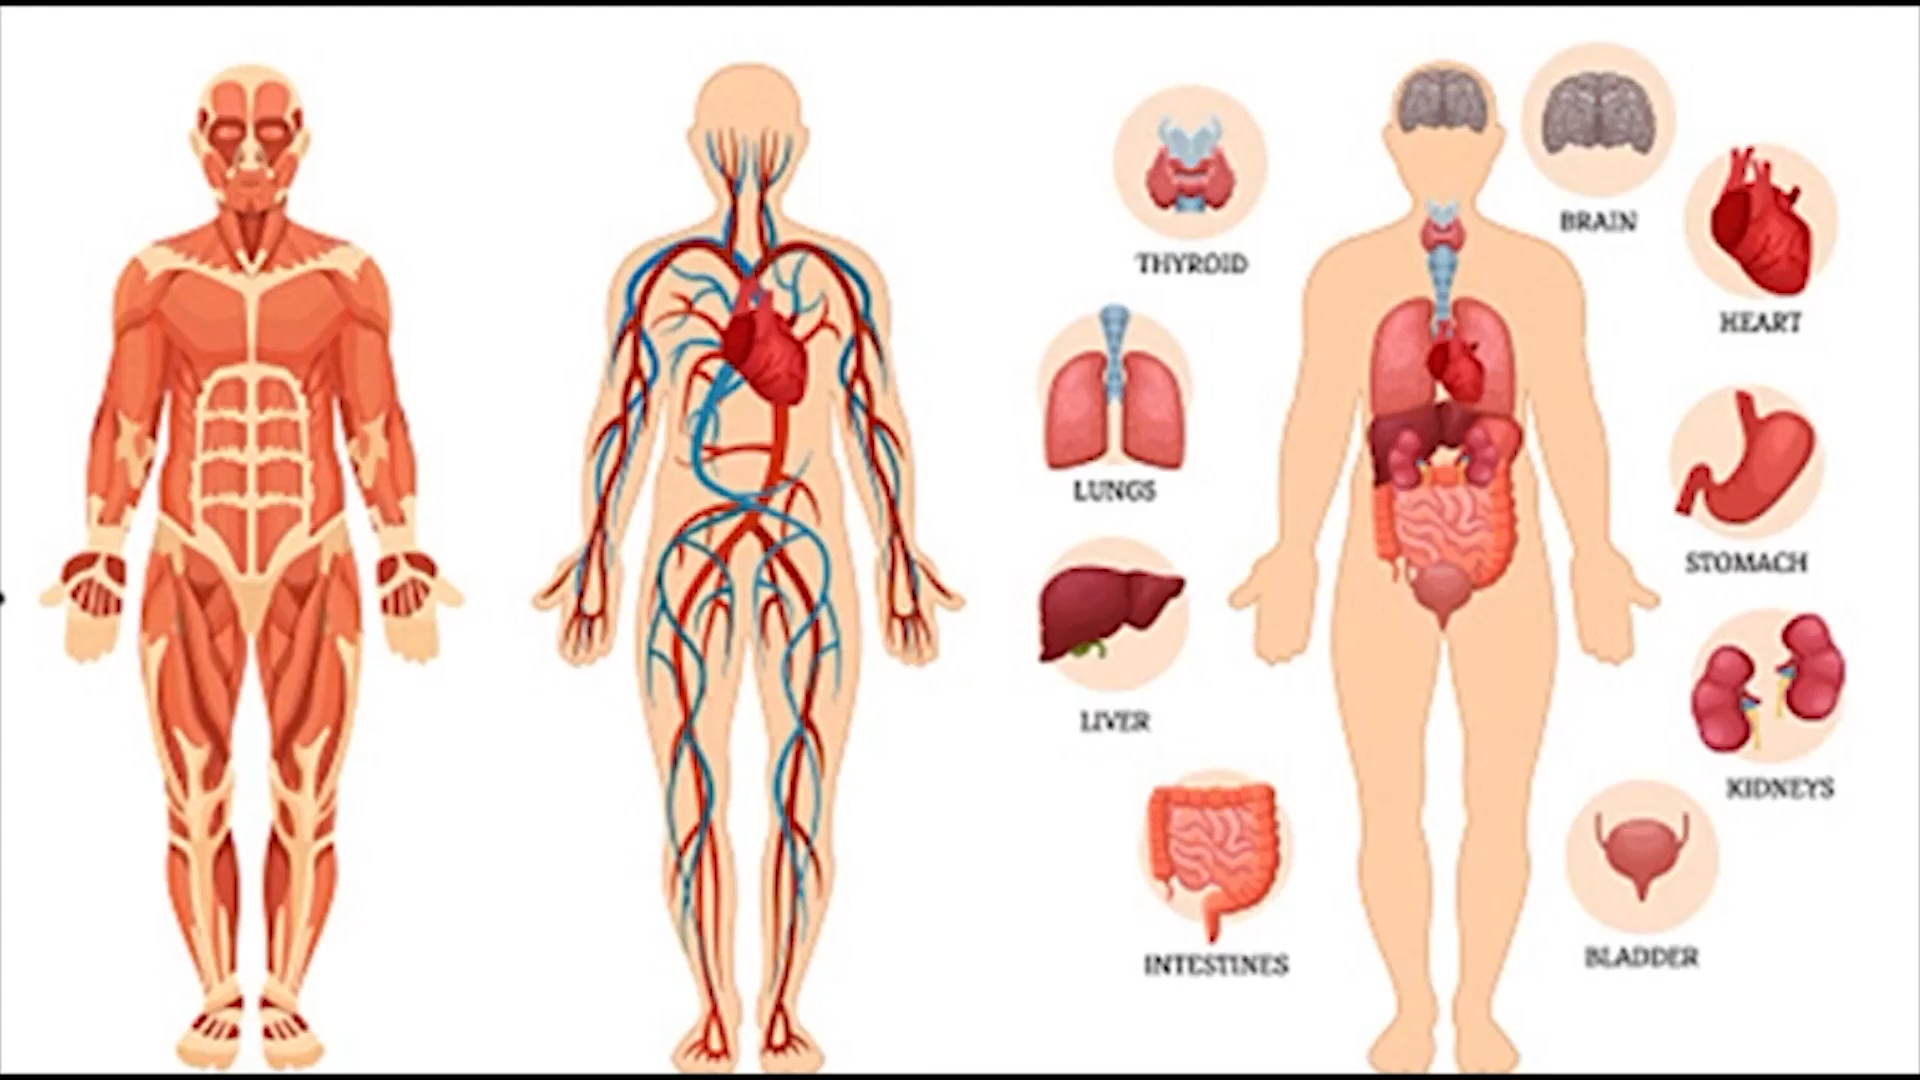 THYROID
BRAIN
HEART
LUNGS
STOMACH
LIVER
KIDNEYS
INTESTINES
BLADDER